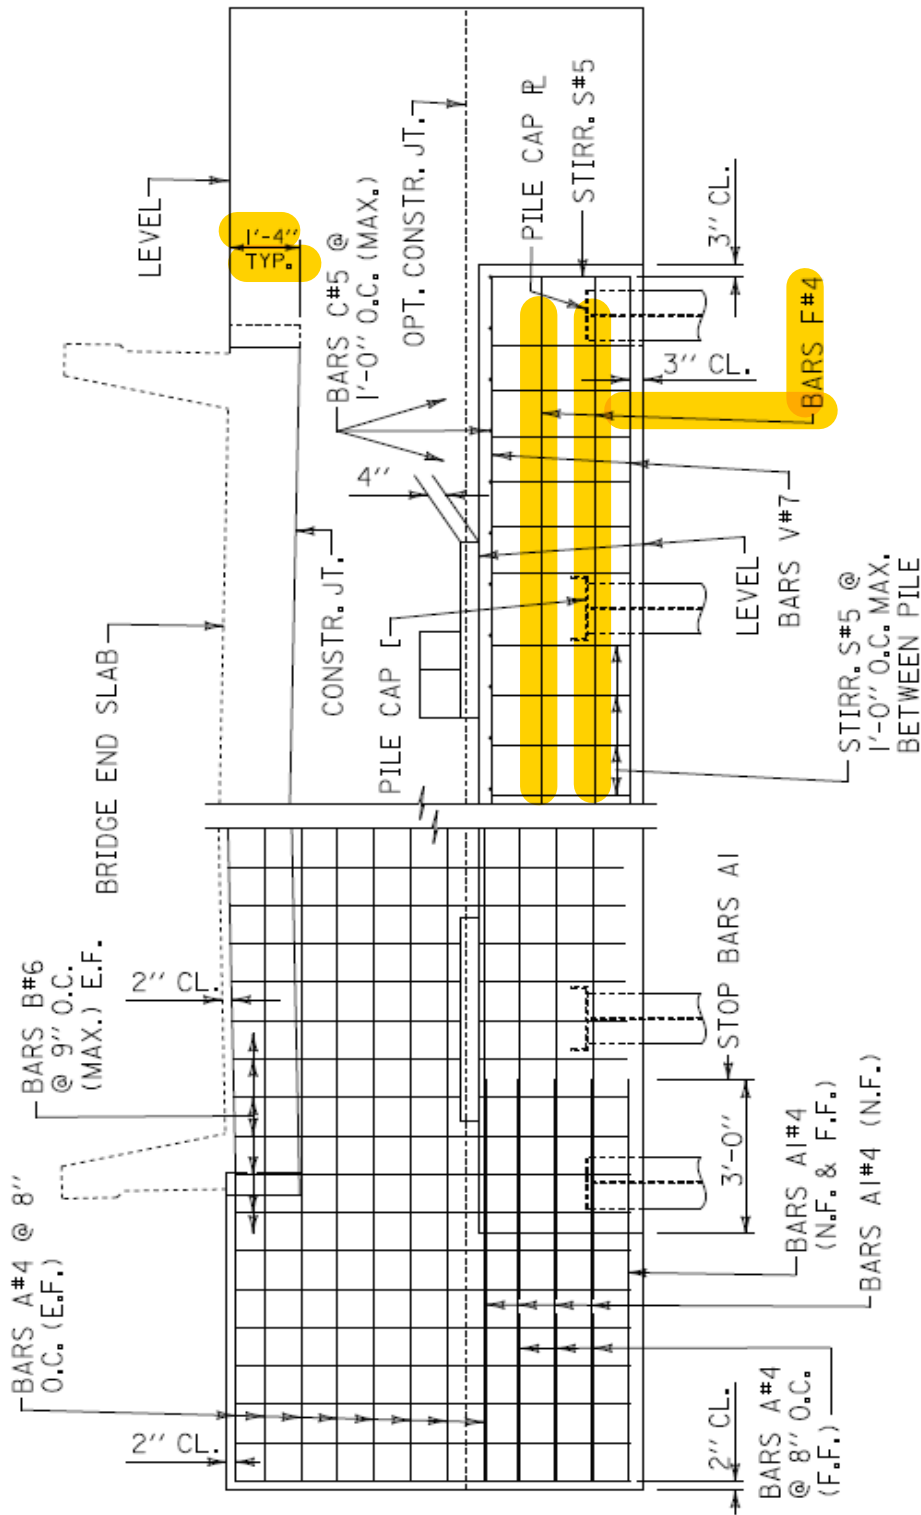 LEVEL
1'-4"
TYP.
BARS C#5 @
1'-0" O.C. (MAX.)
OPT. CONSTR. JT.
PILE CAP ⅊
STIRR. S#5
3" CL.
BARS F#4
3" CL.
4"
BRIDGE END SLAB
CONSTR. JT.
PILE CAP [
LEVEL
BARS V#7
STIRR. S#5 @
1'-0" O.C. MAX.
BETWEEN PILE
BARS B#6
@ 9" O.C.
(MAX.) E.F.
2" CL.
STOP BARS A1
3'-0"
BARS A1#4
(N.F. & F.F.)
BARS A1#4 (N.F.)
BARS A#4 @ 8"
O.C. (E.F.)
2" CL.
2" CL.
BARS A#4
@ 8" O.C.
(F.F.)